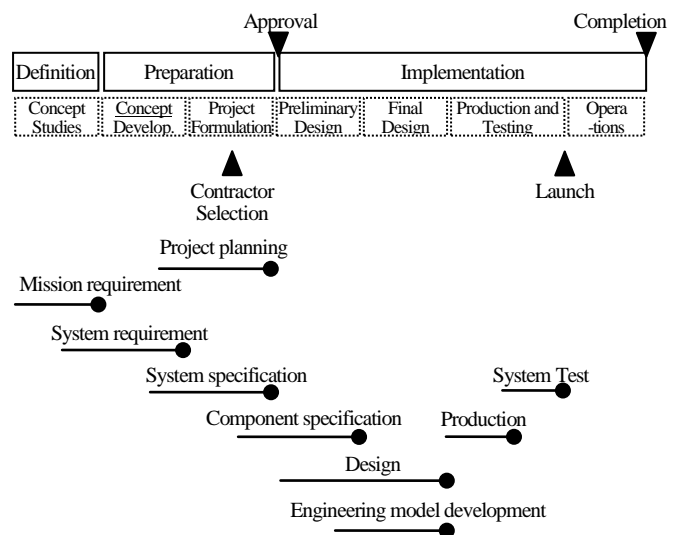 Approval
Completion
Definition
Preparation
Implementation
Concept
Studies
Concept
Develop.
Project
Formulation
Preliminary
Design
Final
Design
Production and
Testing
Opera
-tions
Contractor
Selection
Launch
Project planning
Mission requirement
System requirement
System specification
System Test
Component specification
Production
Design
Engineering model development